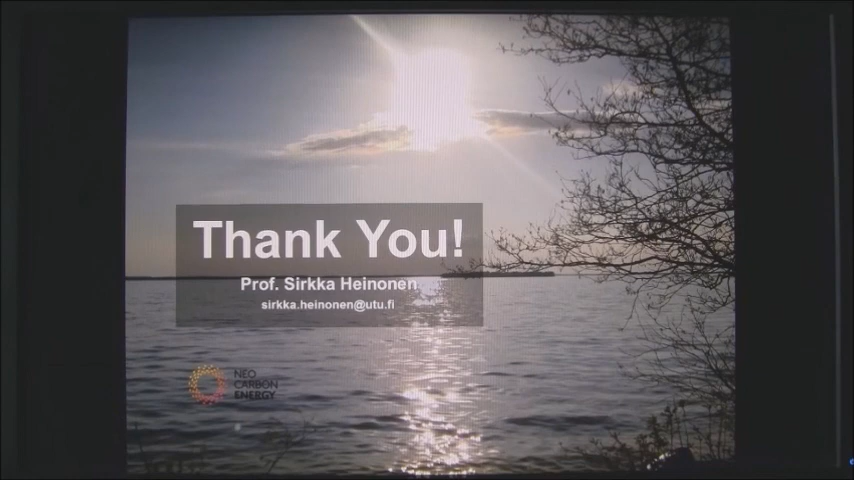 Thank You!
Prof. Sirkka Heinonen
sirkka.heinonen@utu.fi
NEO
CARBON
ENERGY